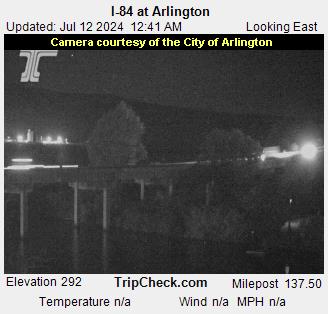 I-84 at Arlington
Updated: Jul 12 2024 12:41 AM Looking East
Camera courtesy of the City of Arlington
Elevation 292 TripCheck.com Milepost 137.50
Temperature n/a Wind n/a MPH n/a